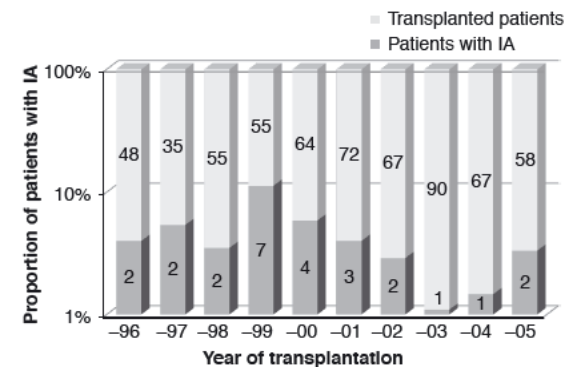 Transplanted patients
Patients with IA
Proportion of patients with IA
100%
10%
1%
48 35 55 55 64 72 67 90 67 58
2 2 2 7 4 3 2 1 1 2
–96 –97 –98 –99 –00 –01 –02 –03 –04 –05
Year of transplantation